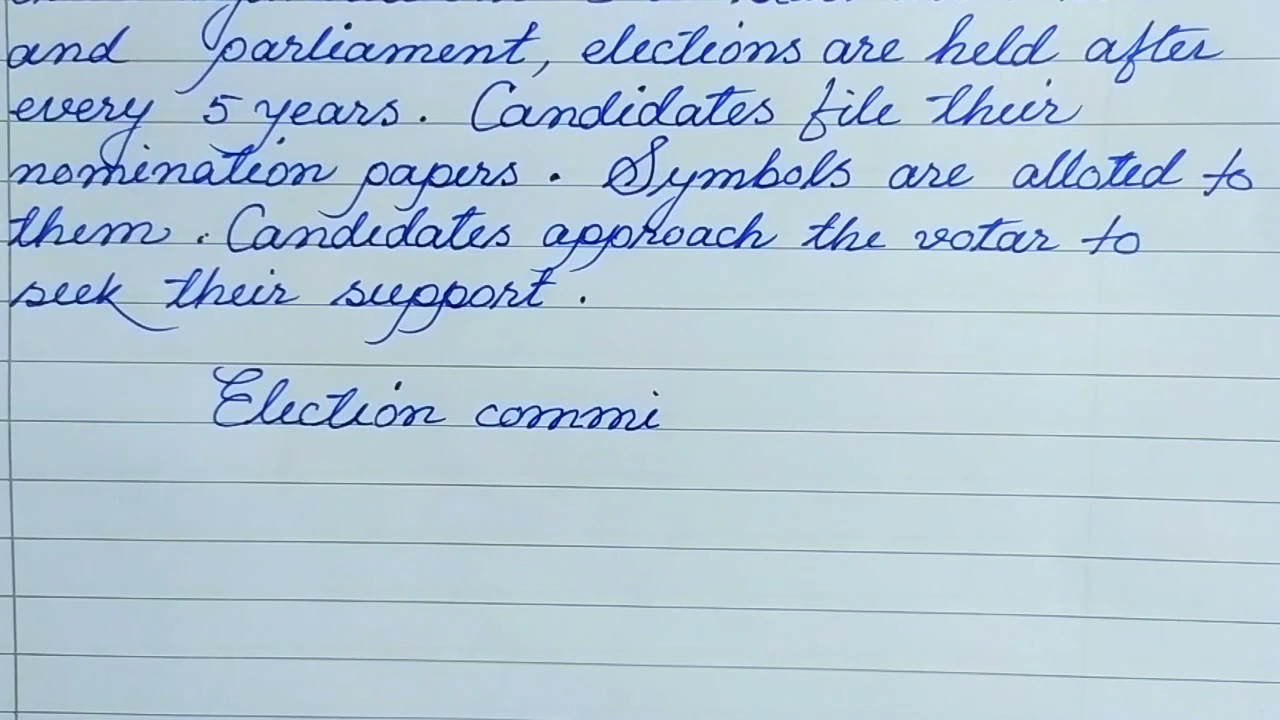 and parliament, elections are held after
every 5 years. Candidates file their
nomination papers. Symbols are alloted to
them. Candidates approach the votar to
seek their support.
Election commi